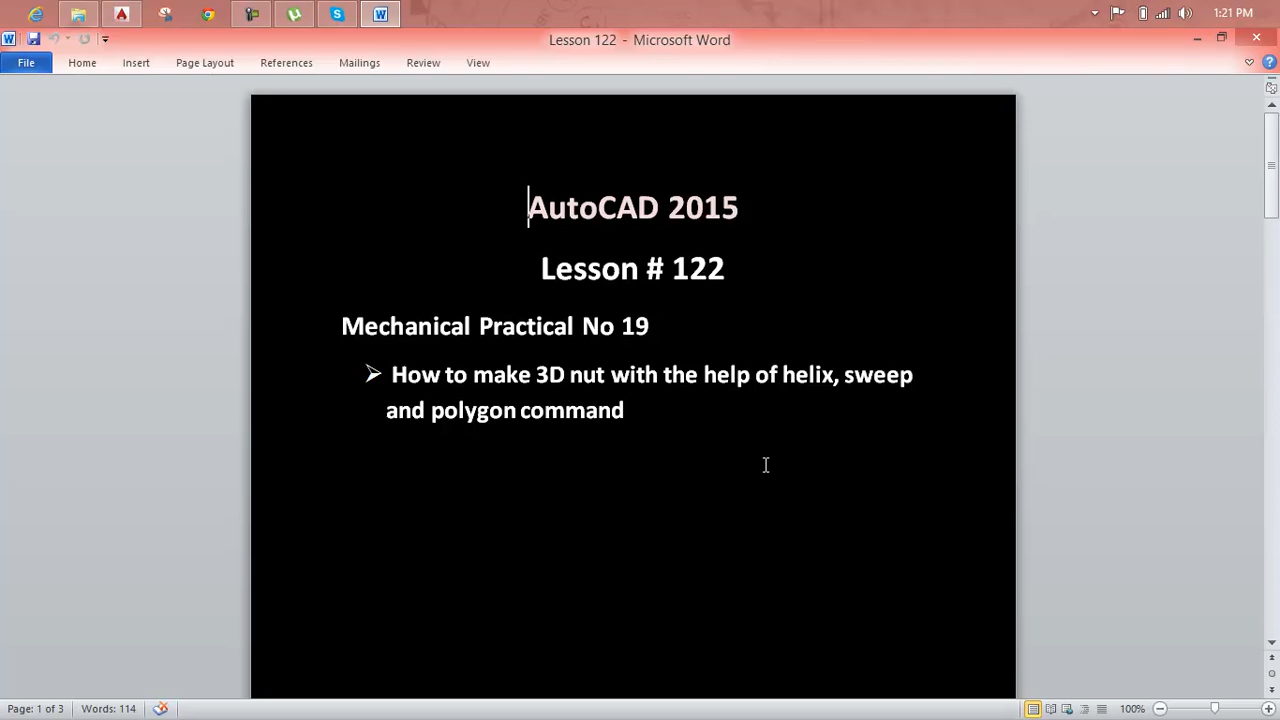 1:21 PM
Lesson 122 - Microsoft Word
File Home Insert Page Layout References Mailings Review View
AutoCAD 2015
Lesson # 122
Mechanical Practical No 19
➢ How to make 3D nut with the help of helix, sweep
and polygon command
Page: 1 of 3 Words: 114 100%